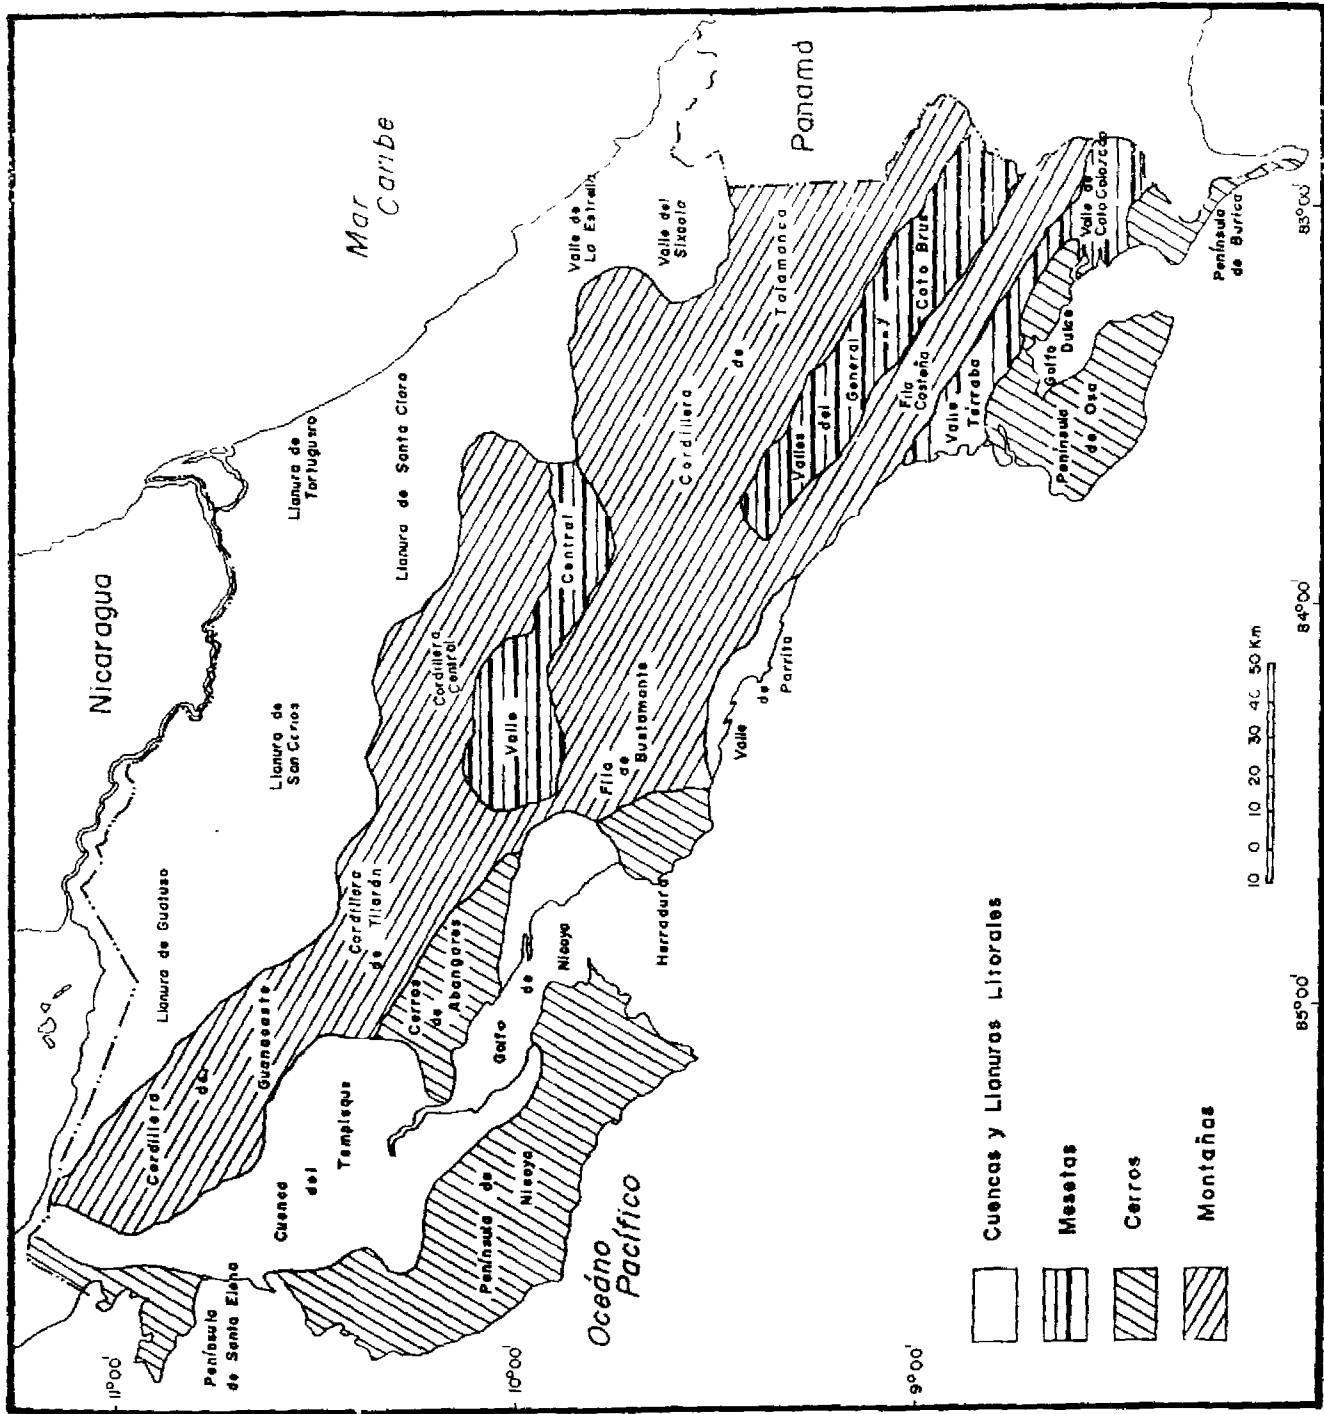 Nicaragua
Mar
Caribe
Panamá
Llanura de Guatuso
Llanura de
San Carlos
Llanura de
Tortuguero
Llanura de Santa Clara
Valle de
La Estrella
Valle del
Sixaola
Cordillera
de
Guanacaste
Cordillera
de
Tilarán
Cordillera
Central
Cordillera
de
Talamanca
Valle
Central
Fila
de
Bustamante
Cerros
de
Abangares
Cuenca
del
Tempisque
Golfo
de
Nicoya
Península
de
Nicoya
Península
de Santa Elena
Herradura
Valle
de
Parrita
Valles
del
General
y
Coto Brus
Fila
Costeña
Valle
Térraba
Valle de
Coto Colorado
Golfo
Dulce
Península
de Osa
Península
de Burica
Océano
Pacífico
11°00'
10°00'
9°00'
85°00'
84°00'
83°00'
10 0 10 20 30 40 50 Km
Cuencas y Llanuras Litorales
Mesetas
Cerros
Montañas